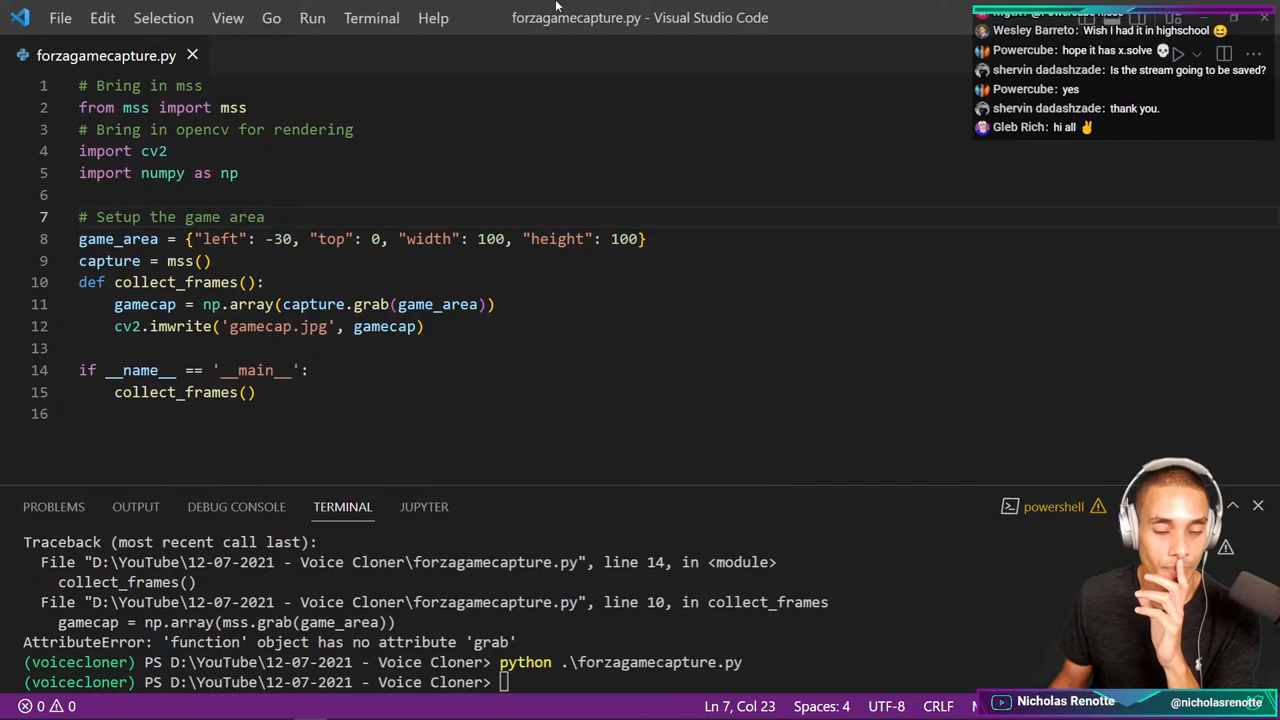 File Edit Selection View Go Run Terminal Help
forzagamecapture.py - Visual Studio Code
forzagamecapture.py
Wesley Barreto: Wish I had it in highschool 😄
Powercube: hope it has x.solve 💀
shervin dadashzade: Is the stream going to be saved?
Powercube: yes
shervin dadashzade: thank you.
Gleb Rich: hi all ✌
1 # Bring in mss
2 from mss import mss
3 # Bring in opencv for rendering
4 import cv2
5 import numpy as np
6
7 # Setup the game area
8 game_area = {"left": -30, "top": 0, "width": 100, "height": 100}
9 capture = mss()
10 def collect_frames():
11     gamecap = np.array(capture.grab(game_area))
12     cv2.imwrite('gamecap.jpg', gamecap)
13
14 if __name__ == '__main__':
15     collect_frames()
16
PROBLEMS OUTPUT DEBUG CONSOLE TERMINAL JUPYTER
powershell
Traceback (most recent call last):
  File "D:\YouTube\12-07-2021 - Voice Cloner\forzagamecapture.py", line 14, in <module>
    collect_frames()
  File "D:\YouTube\12-07-2021 - Voice Cloner\forzagamecapture.py", line 10, in collect_frames
    gamecap = np.array(mss.grab(game_area))
AttributeError: 'function' object has no attribute 'grab'
(voicecloner) PS D:\YouTube\12-07-2021 - Voice Cloner> python .\forzagamecapture.py
(voicecloner) PS D:\YouTube\12-07-2021 - Voice Cloner>
0 0
Ln 7, Col 23 Spaces: 4 UTF-8 CRLF
Nicholas Renotte @nicholasrenotte